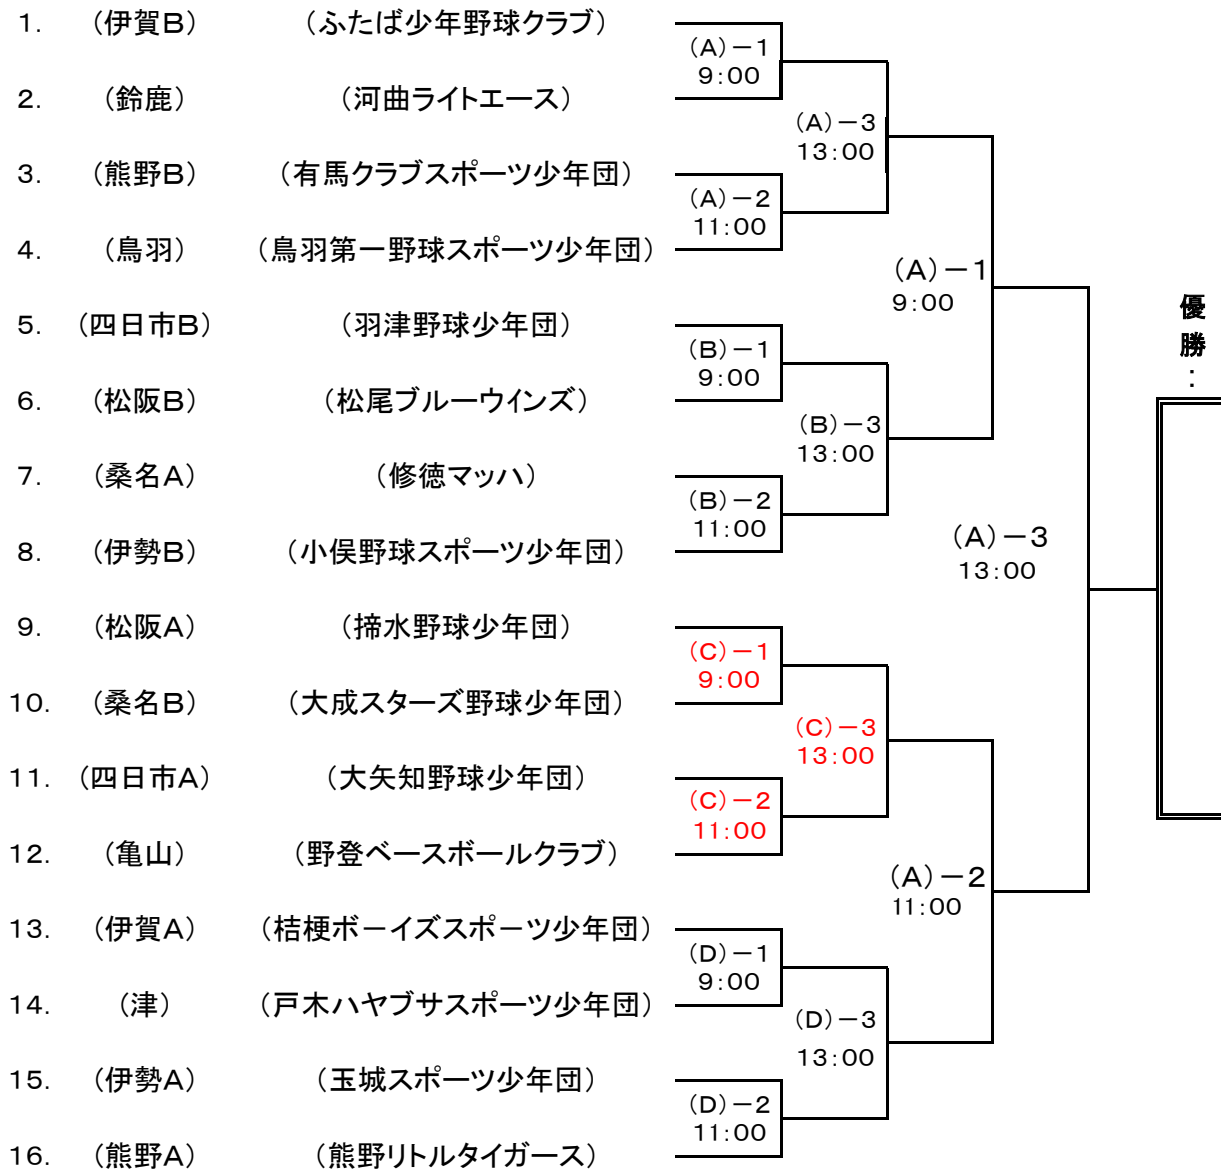 1. （伊賀B） （ふたば少年野球クラブ）
2. （鈴鹿） （河曲ライトエース）
3. （熊野B） （有馬クラブスポーツ少年団）
4. （鳥羽） （鳥羽第一野球スポーツ少年団）
5. （四日市B） （羽津野球少年団）
6. （松阪B） （松尾ブルーウインズ）
7. （桑名A） （修徳マッハ）
8. （伊勢B） （小俣野球スポーツ少年団）
9. （松阪A） （揥水野球少年団）
10. （桑名B） （大成スターズ野球少年団）
11. （四日市A） （大矢知野球少年団）
12. （亀山） （野登ベースボールクラブ）
13. （伊賀A） （桔梗ボーイズスポーツ少年団）
14. （津） （戸木ハヤブサスポーツ少年団）
15. （伊勢A） （玉城スポーツ少年団）
16. （熊野A） （熊野リトルタイガース）
（A）－1
9：00
（A）－2
11：00
（B）－1
9：00
（B）－2
11：00
（C）－1
9：00
（C）－2
11：00
（D）－1
9：00
（D）－2
11：00
（A）－3
13：00
（B）－3
13：00
（C）－3
13：00
（D）－3
13：00
（A）－1
9：00
（A）－2
11：00
（A）－3
13：00
優勝：